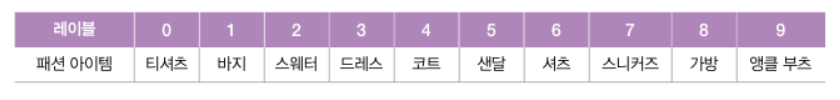 레이블 0 1 2 3 4 5 6 7 8 9
패션 아이템 티셔츠 바지 스웨터 드레스 코트 샌달 셔츠 스니커즈 가방 앵클 부츠